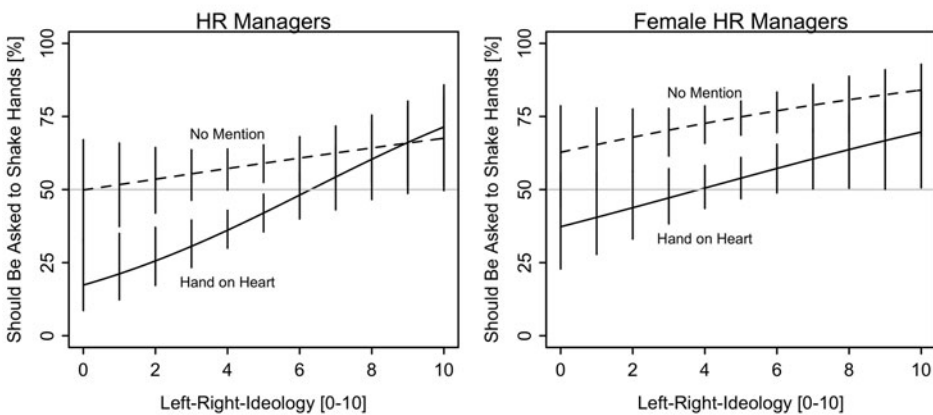 HR Managers
Should Be Asked to Shake Hands [%]
100
75
50
25
0
No Mention
Hand on Heart
0 2 4 6 8 10
Left-Right-Ideology [0-10]
Female HR Managers
Should Be Asked to Shake Hands [%]
100
75
50
25
0
No Mention
Hand on Heart
0 2 4 6 8 10
Left-Right-Ideology [0-10]